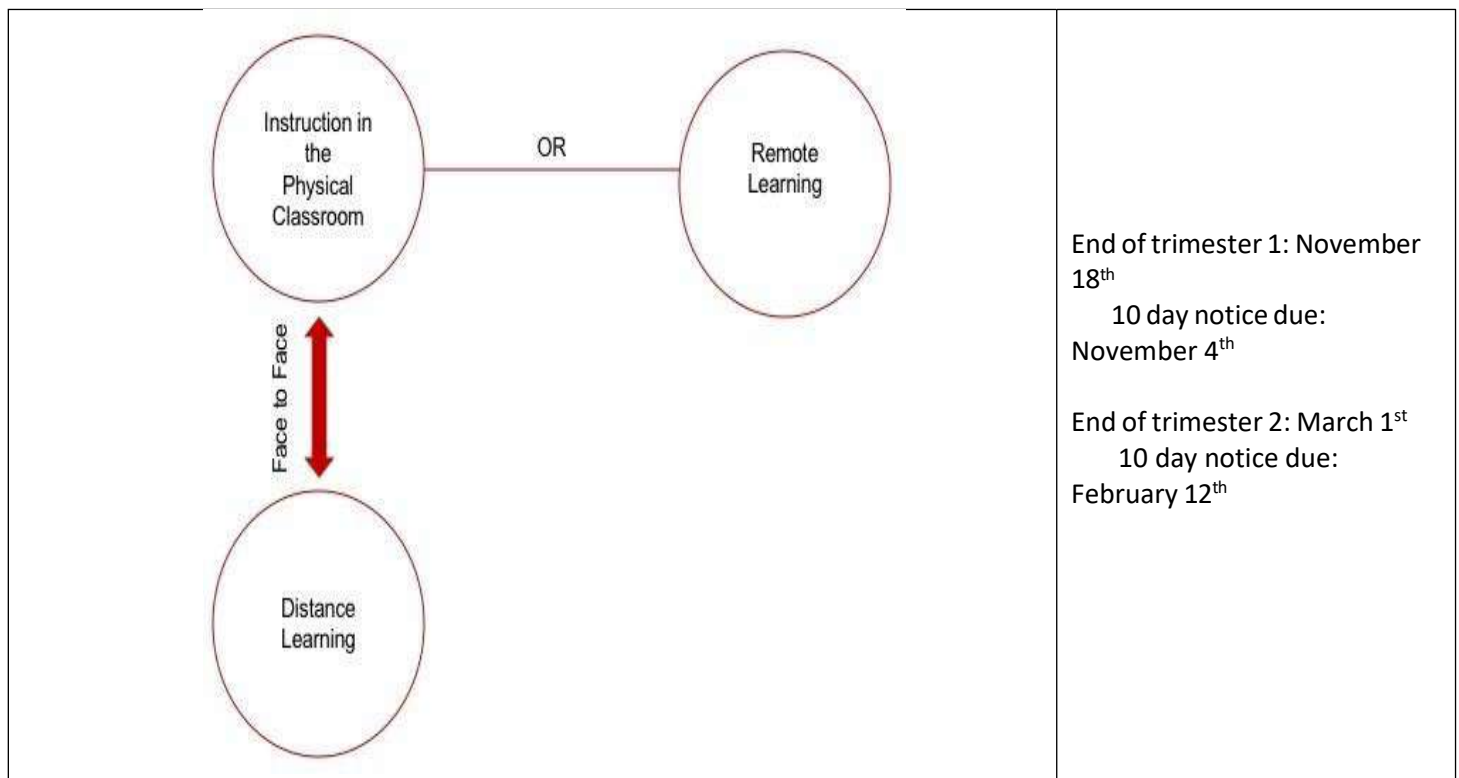 Instruction in
the
Physical
Classroom
OR
Remote
Learning
Face to Face
Distance
Learning
End of trimester 1: November
18th
10 day notice due:
November 4th
End of trimester 2: March 1st
10 day notice due:
February 12th